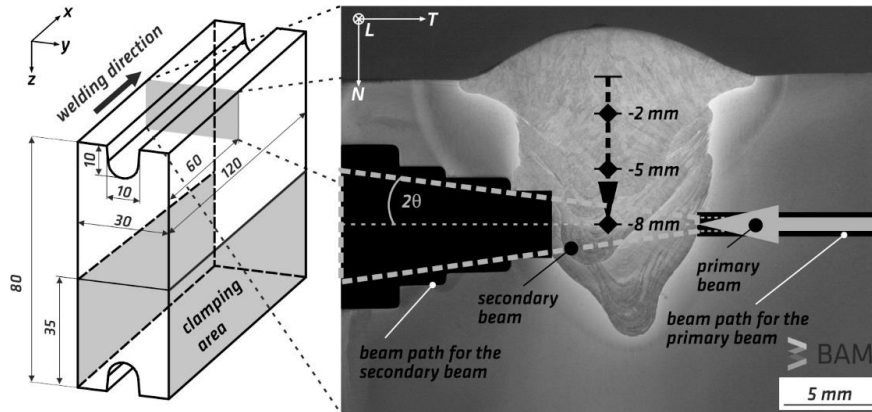 x
y
z
welding direction
10
10
60
120
30
80
35
clamping
area
L
T
N
-2 mm
-5 mm
2θ
-8 mm
primary
beam
secondary
beam
beam path for the
secondary beam
beam path for the
primary beam
BAM
5 mm